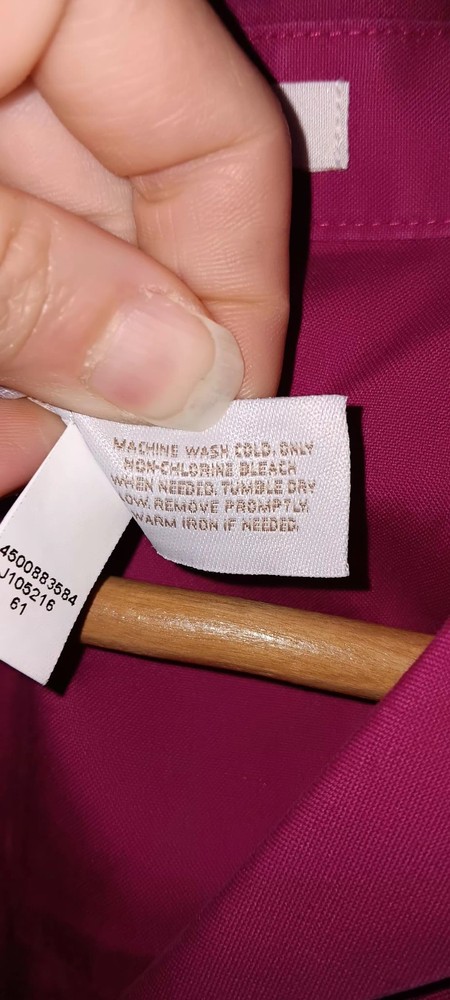 MACHINE WASH COLD, ONLY
NON-CHLORINE BLEACH
WHEN NEEDED. TUMBLE DRY
LOW. REMOVE PROMPTLY.
WARM IRON IF NEEDED.
4500883584
J105216
61